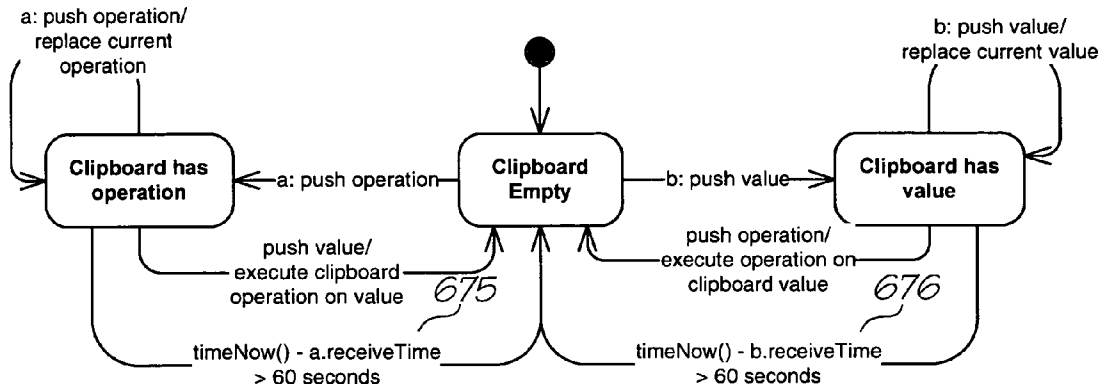 a: push operation/
replace current
operation
b: push value/
replace current value
Clipboard has
operation
a: push operation
Clipboard
Empty
b: push value
Clipboard has
value
push value/
execute clipboard
operation on value
675
push operation/
execute operation on
clipboard value
676
timeNow() - a.receiveTime
> 60 seconds
timeNow() - b.receiveTime
> 60 seconds